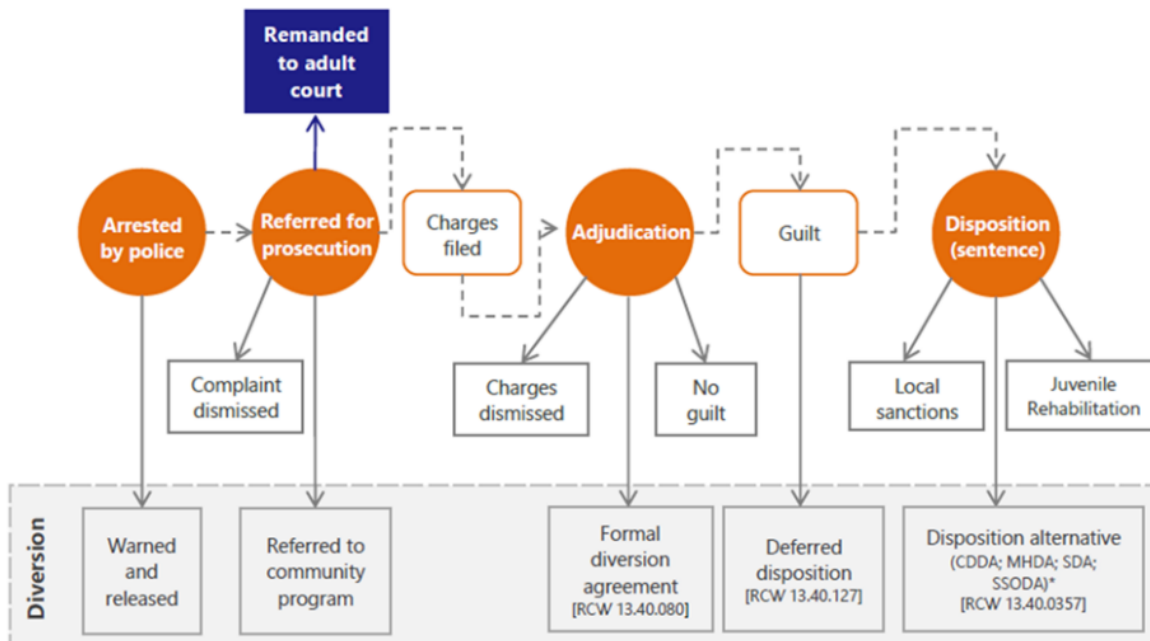 Remanded
to adult
court
Arrested
by police
Referred for
prosecution
Charges
filed
Adjudication
Guilt
Disposition
(sentence)
Complaint
dismissed
Charges
dismissed
No
guilt
Local
sanctions
Juvenile
Rehabilitation
Diversion
Warned
and
released
Referred to
community
program
Formal
diversion
agreement
[RCW 13.40.080]
Deferred
disposition
[RCW 13.40.127]
Disposition alternative
(CDDA; MHDA; SDA;
SSODA)*
[RCW 13.40.0357]